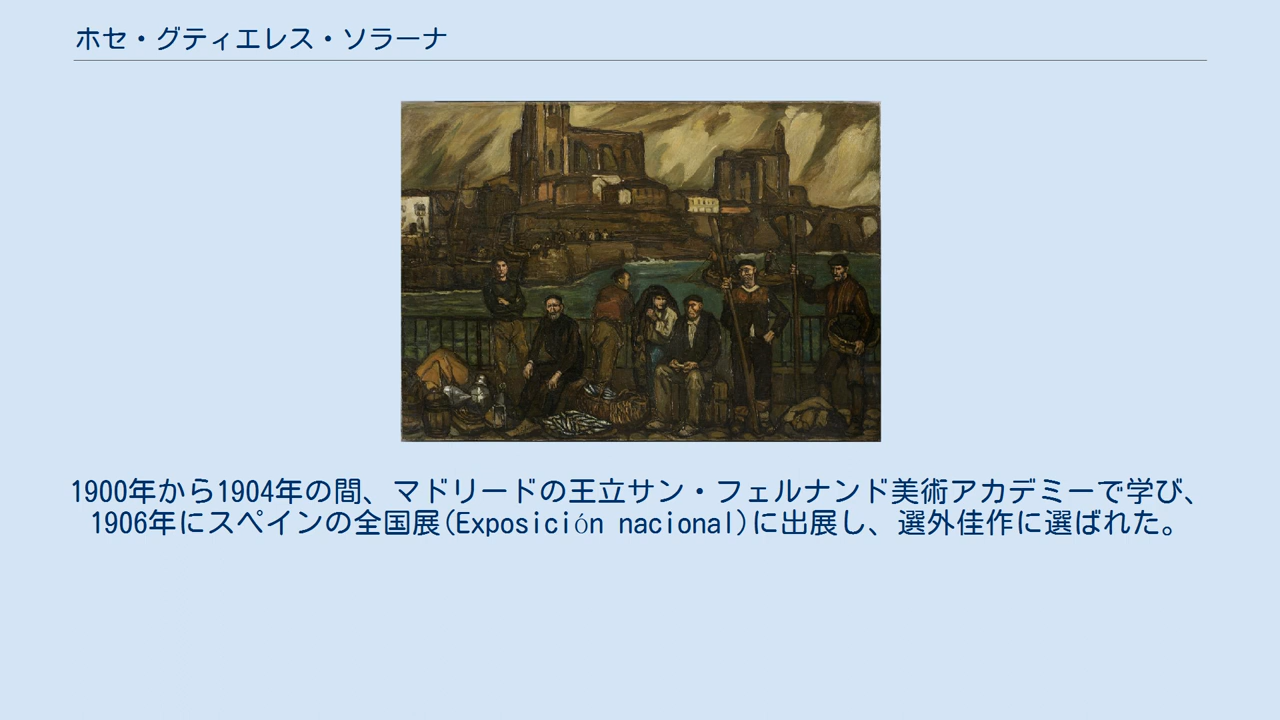 ホセ・グティエレス・ソラーナ
1900年から1904年の間、マドリードの王立サン・フェルナンド美術アカデミーで学び、
1906年にスペインの全国展(Exposición nacional)に出展し、選外佳作に選ばれた。